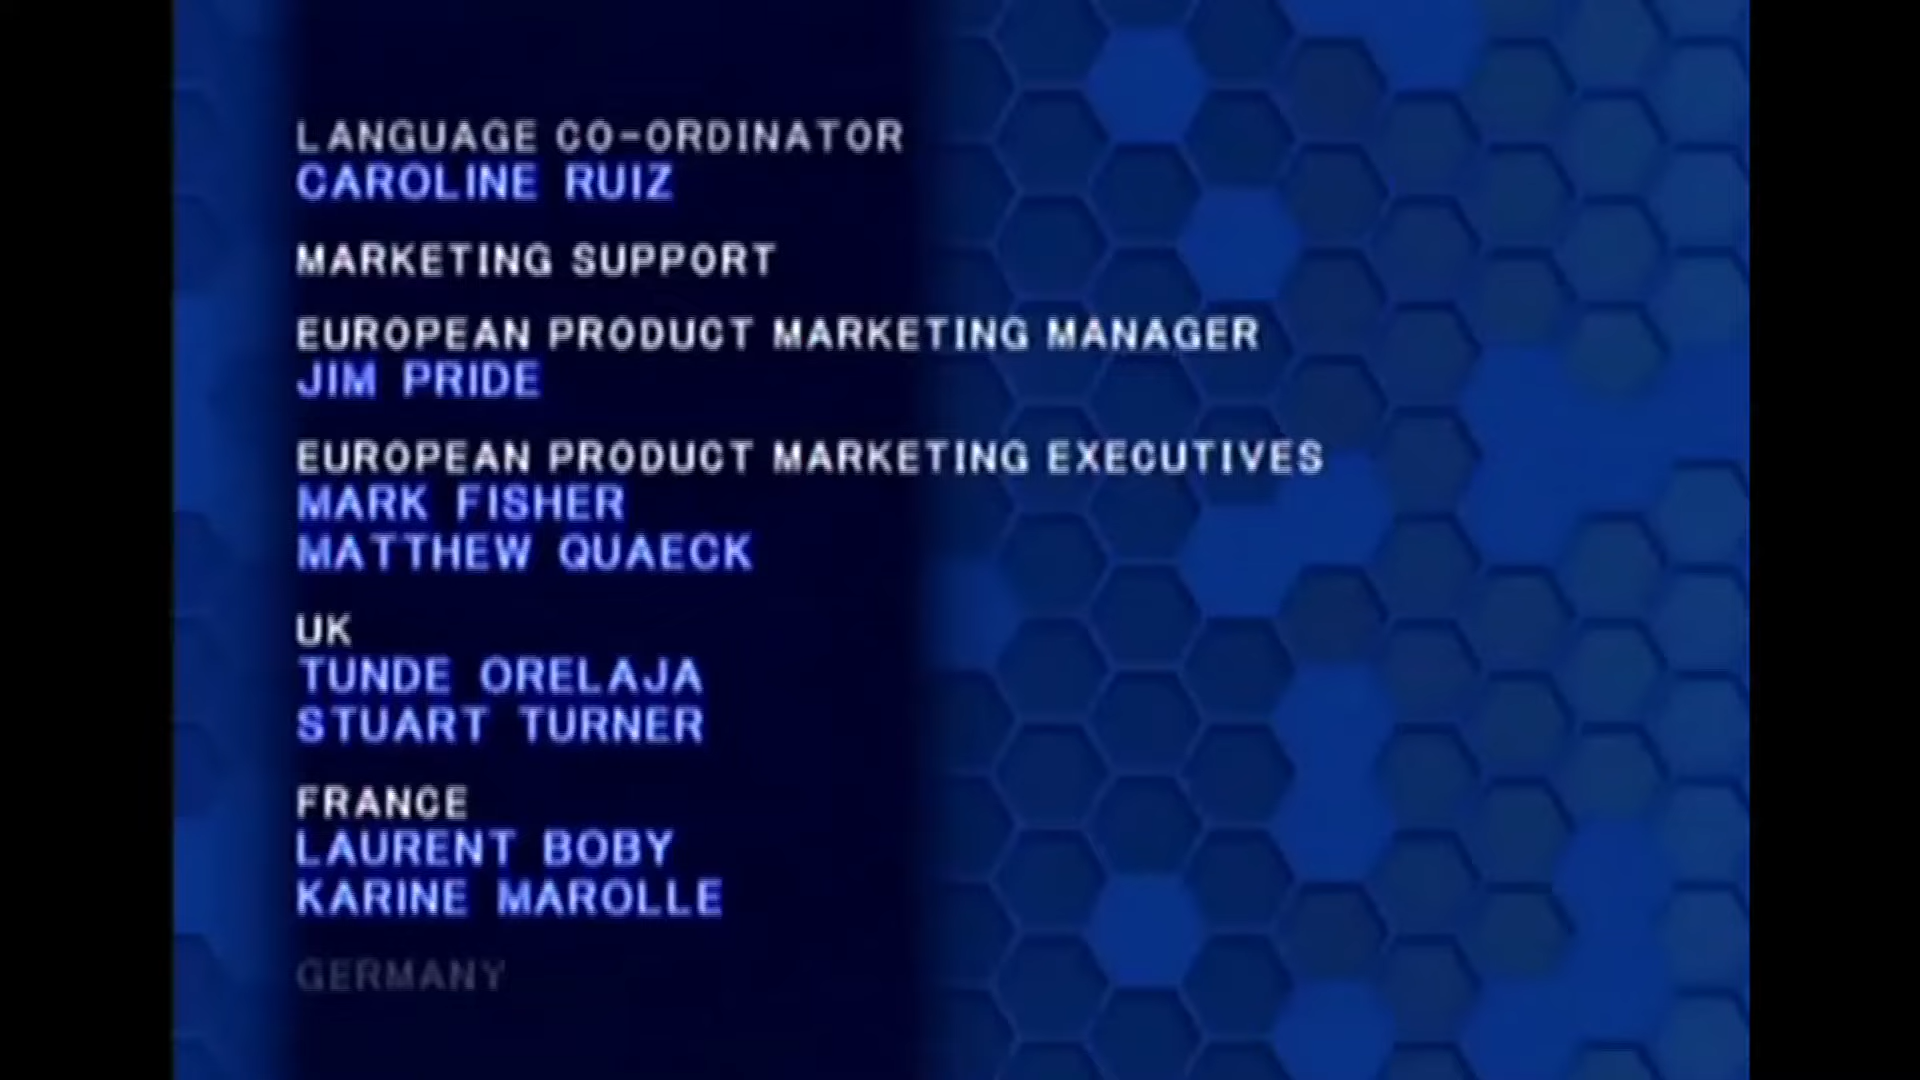 LANGUAGE CO-ORDINATOR
CAROLINE RUIZ
MARKETING SUPPORT
EUROPEAN PRODUCT MARKETING MANAGER
JIM PRIDE
EUROPEAN PRODUCT MARKETING EXECUTIVES
MARK FISHER
MATTHEW QUAECK
UK
TUNDE ORELAJA
STUART TURNER
FRANCE
LAURENT BOBY
KARINE MAROLLE
GERMANY